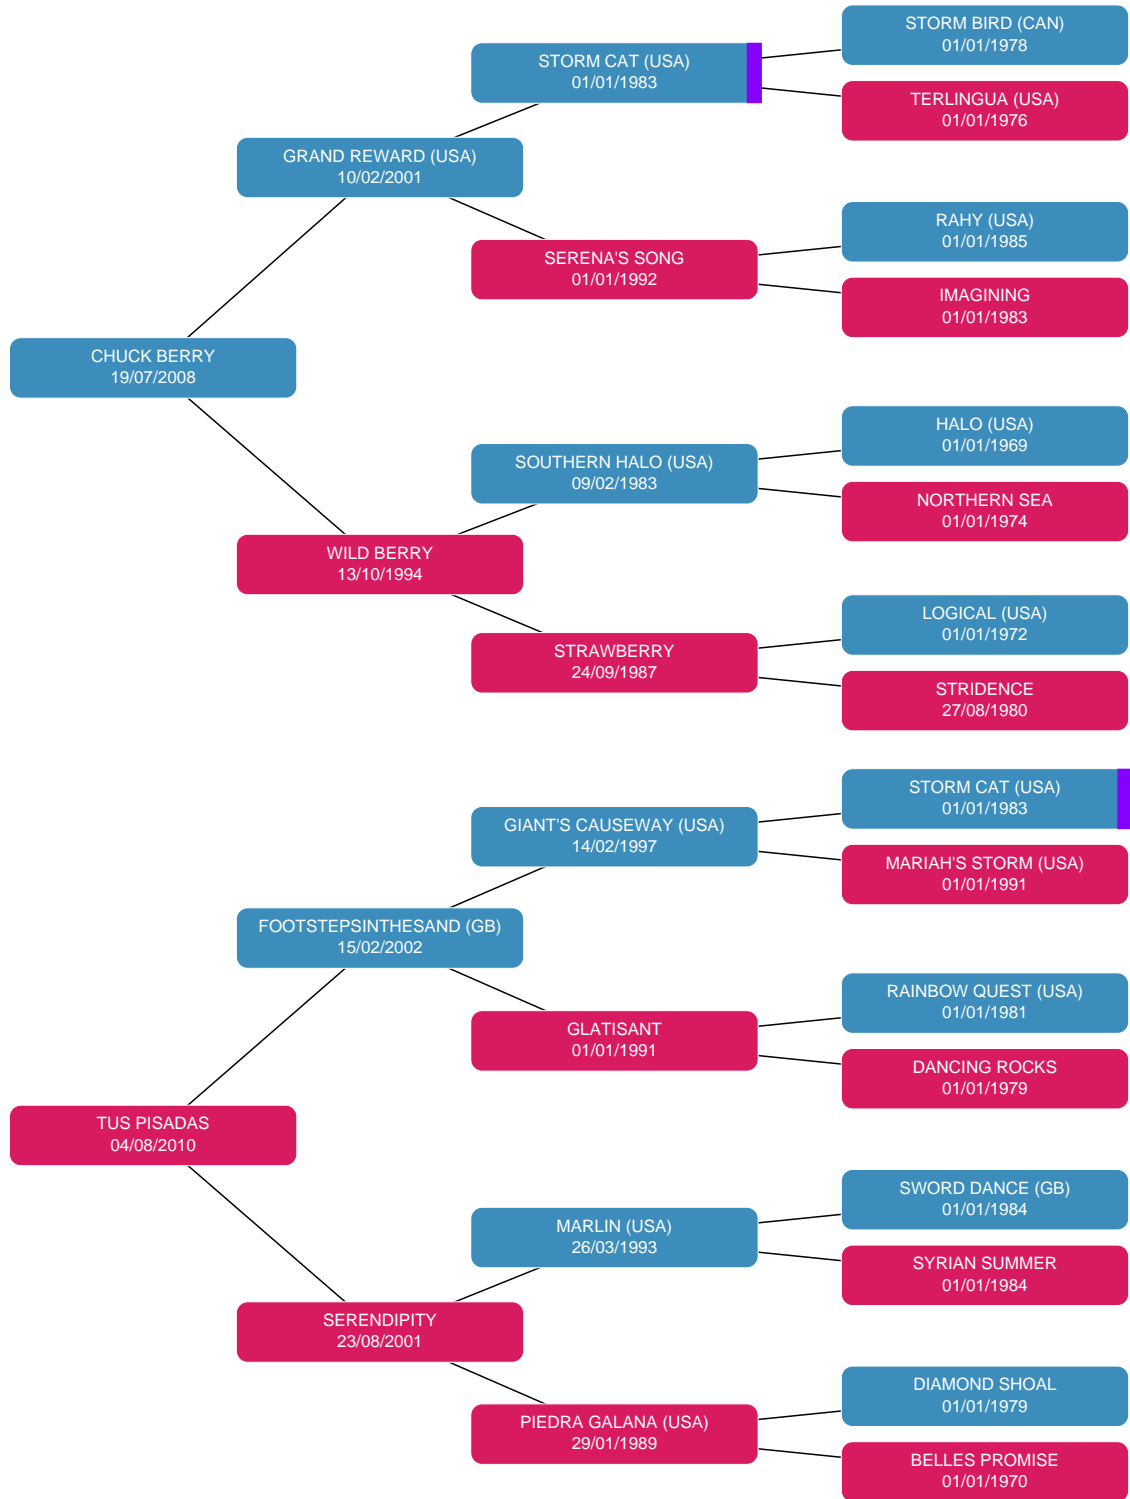 STORM BIRD (CAN)
01/01/1978
STORM CAT (USA)
01/01/1983
TERLINGUA (USA)
01/01/1976
GRAND REWARD (USA)
10/02/2001
RAHY (USA)
01/01/1985
SERENA'S SONG
01/01/1992
IMAGINING
01/01/1983
CHUCK BERRY
19/07/2008
HALO (USA)
01/01/1969
SOUTHERN HALO (USA)
09/02/1983
NORTHERN SEA
01/01/1974
WILD BERRY
13/10/1994
LOGICAL (USA)
01/01/1972
STRAWBERRY
24/09/1987
STRIDENCE
27/08/1980
STORM CAT (USA)
01/01/1983
GIANT'S CAUSEWAY (USA)
14/02/1997
MARIAH'S STORM (USA)
01/01/1991
FOOTSTEPSINTHESAND (GB)
15/02/2002
RAINBOW QUEST (USA)
01/01/1981
GLATISANT
01/01/1991
DANCING ROCKS
01/01/1979
TUS PISADAS
04/08/2010
SWORD DANCE (GB)
01/01/1984
MARLIN (USA)
26/03/1993
SYRIAN SUMMER
01/01/1984
SERENDIPITY
23/08/2001
DIAMOND SHOAL
01/01/1979
PIEDRA GALANA (USA)
29/01/1989
BELLES PROMISE
01/01/1970